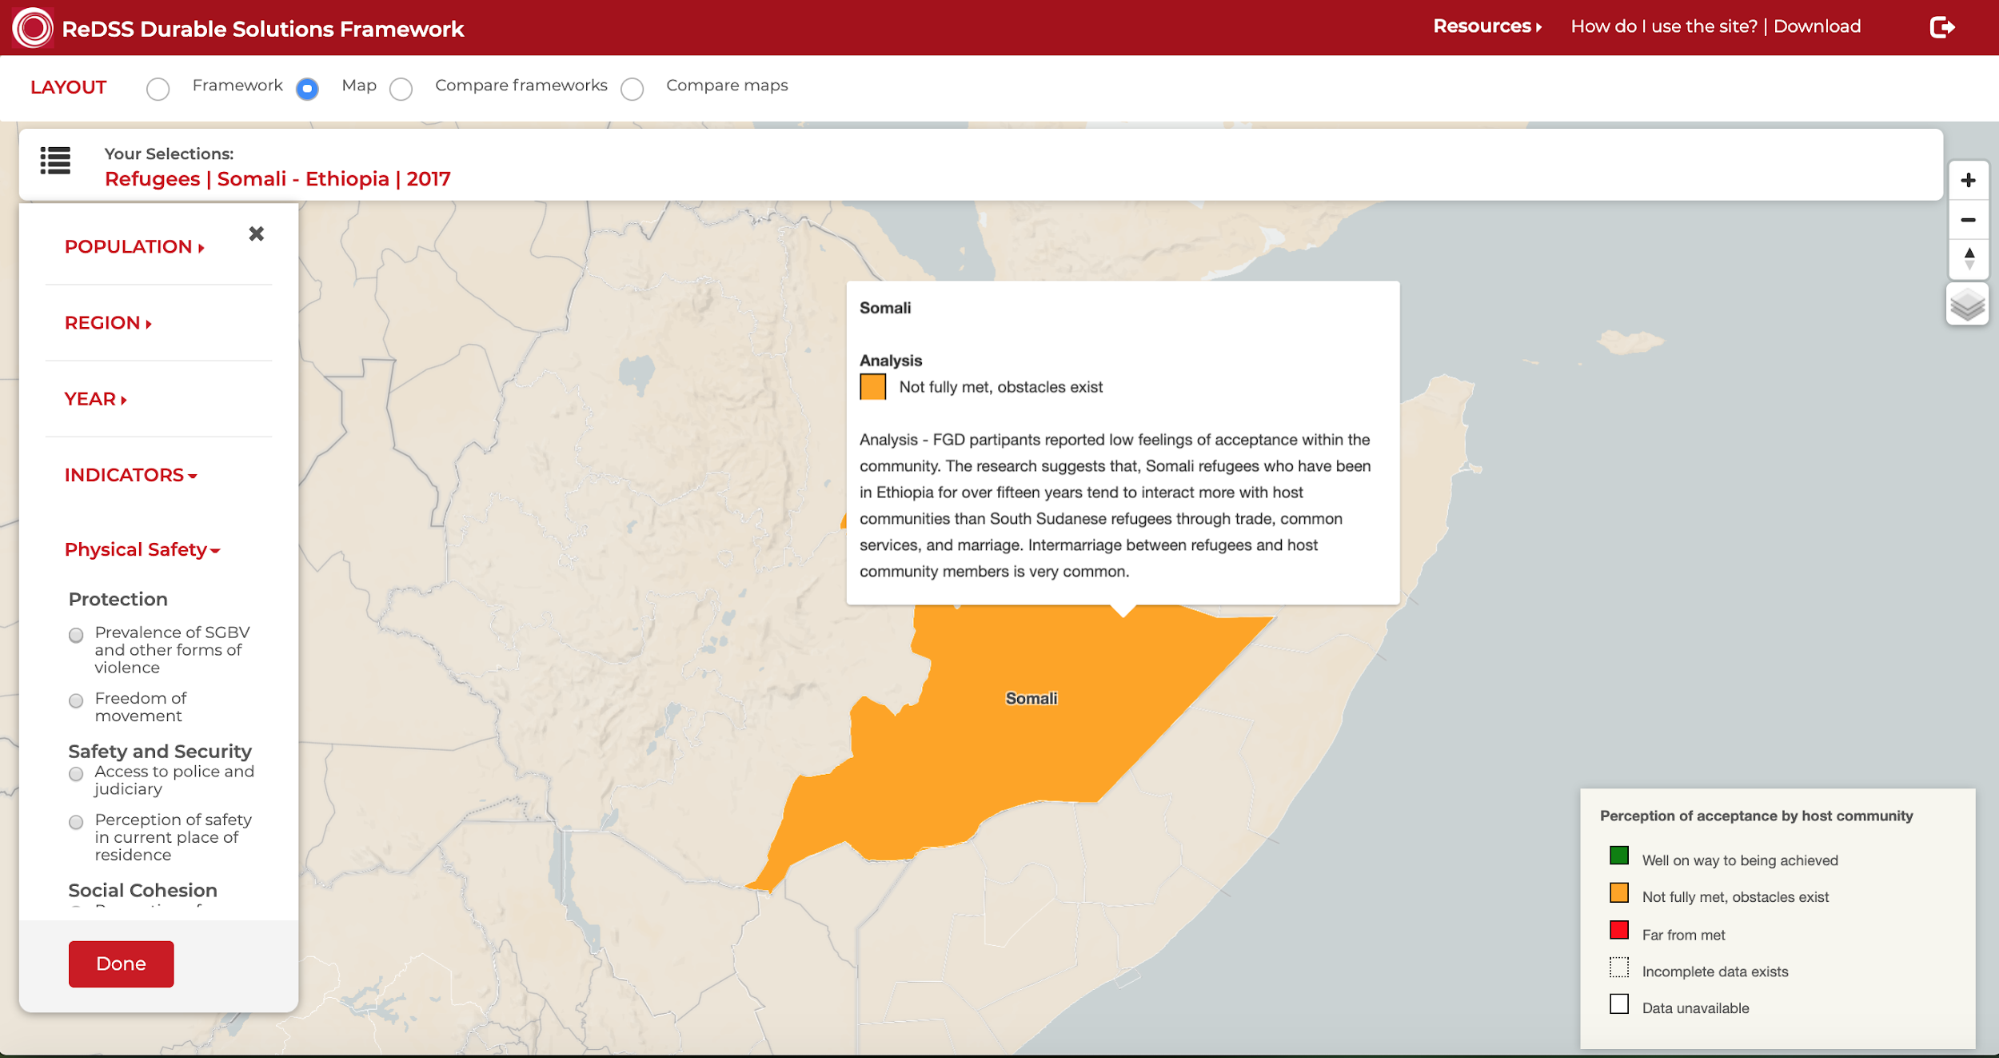 ReDSS Durable Solutions Framework
Resources
How do I use the site? | Download
LAYOUT
Framework
Map
Compare frameworks
Compare maps
Your Selections:
Refugees | Somali - Ethiopia | 2017
POPULATION
REGION
YEAR
INDICATORS
Physical Safety
Protection
Prevalence of SGBV
and other forms of
violence
Freedom of
movement
Safety and Security
Access to police and
judiciary
Perception of safety
in current place of
residence
Social Cohesion
Done
Somali
Analysis
Not fully met, obstacles exist
Analysis - FGD partipants reported low feelings of acceptance within the
community. The research suggests that, Somali refugees who have been
in Ethiopia for over fifteen years tend to interact more with host
communities than South Sudanese refugees through trade, common
services, and marriage. Intermarriage between refugees and host
community members is very common.
Somali
Perception of acceptance by host community
Well on way to being achieved
Not fully met, obstacles exist
Far from met
Incomplete data exists
Data unavailable